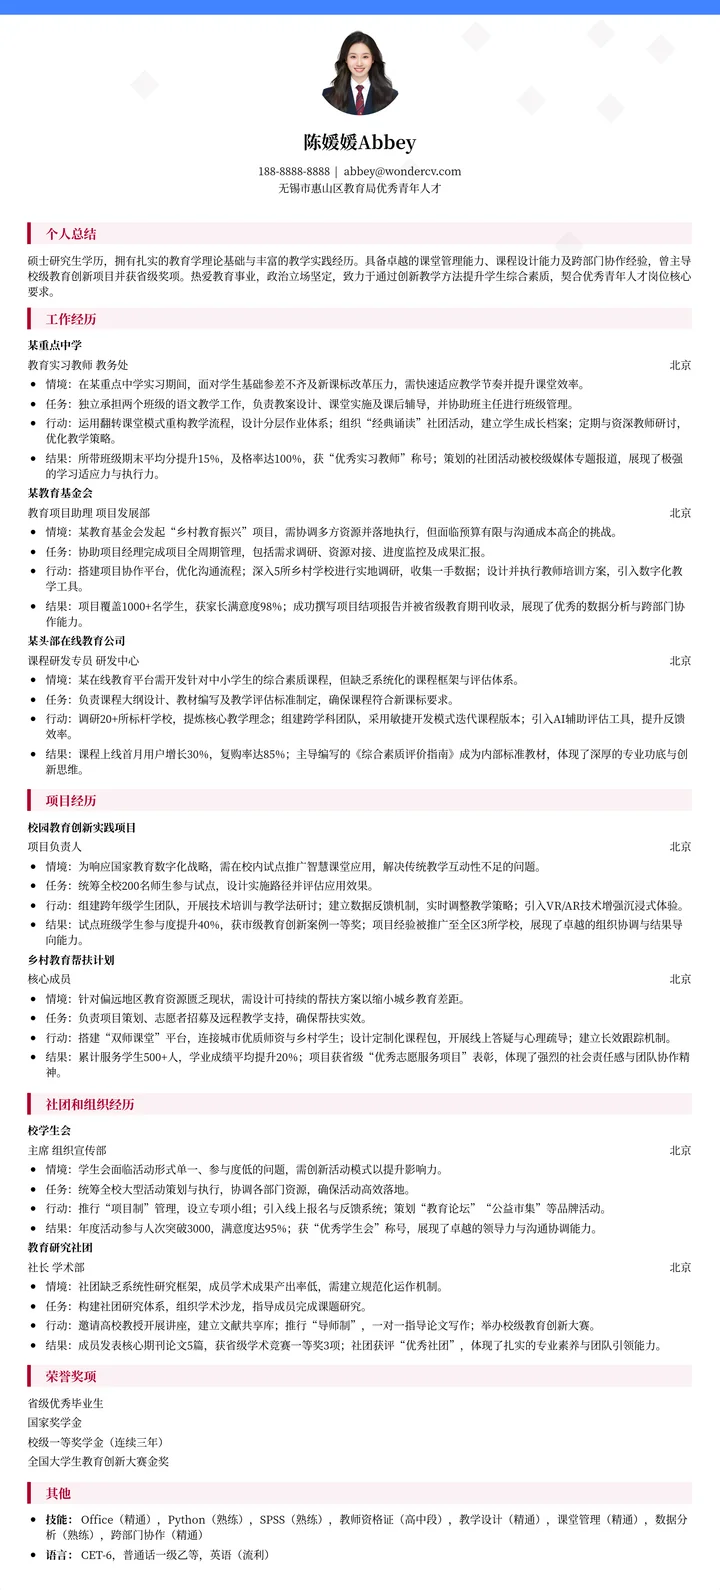 陈媛媛Abbey
188-8888-8888 | abbey@wondercv.com
无锡市惠山区教育局优秀青年人才
个人总结
硕士研究生学历，拥有扎实的教育学理论基础与丰富的教学实践经历。具备卓越的课堂管理能力、课程设计能力及跨部门协作经验，曾主导
校级教育创新项目并获省级奖项。热爱教育事业，政治立场坚定，致力于通过创新教学方法提升学生综合素质，契合优秀青年人才岗位核心
要求。
工作经历
某重点中学
教育实习教师 教务处 北京
• 情境：在某重点中学实习期间，面对学生基础参差不齐及新课标改革压力，需快速适应教学节奏并提升课堂效率。
• 任务：独立承担两个班级的语文教学工作，负责教案设计、课堂实施及课后辅导，并协助班主任进行班级管理。
• 行动：运用翻转课堂模式重构教学流程，设计分层作业体系；组织“经典诵读”社团活动，建立学生成长档案；定期与资深教师研讨，
优化教学策略。
• 结果：所带班级期末平均分提升15%，及格率达100%，获“优秀实习教师”称号；策划的社团活动被校级媒体专题报道，展现了极强
的学习适应力与执行力。
某教育基金会
教育项目助理 项目发展部 北京
• 情境：某教育基金会发起“乡村教育振兴”项目，需协调多方资源并落地执行，但面临预算有限与沟通成本高企的挑战。
• 任务：协助项目经理完成项目全周期管理，包括需求调研、资源对接、进度监控及成果汇报。
• 行动：搭建项目协作平台，优化沟通流程；深入5所乡村学校进行实地调研，收集一手数据；设计并执行教师培训方案，引入数字化教
学工具。
• 结果：项目覆盖1000+名学生，获家长满意度98%；成功撰写项目结项报告并被省级教育期刊收录，展现了优秀的数据分析与跨部门协
作能力。
某头部在线教育公司
课程研发专员 研发中心 北京
• 情境：某在线教育平台需开发针对中小学生的综合素质课程，但缺乏系统化的课程框架与评估体系。
• 任务：负责课程大纲设计、教材编写及教学评估标准制定，确保课程符合新课标要求。
• 行动：调研20+所标杆学校，提炼核心教学理念；组建跨学科团队，采用敏捷开发模式迭代课程版本；引入AI辅助评估工具，提升反馈
效率。
• 结果：课程上线首月用户增长30%，复购率达85%；主导编写的《综合素质评价指南》成为内部标准教材，体现了深厚的专业功底与创
新思维。
项目经历
校园教育创新实践项目
项目负责人 北京
• 情境：为响应国家教育数字化战略，需在校内试点推广智慧课堂应用，解决传统教学互动性不足的问题。
• 任务：统筹全校200名师生参与试点，设计实施路径并评估应用效果。
• 行动：组建跨年级学生团队，开展技术培训与教学法研讨；建立数据反馈机制，实时调整教学策略；引入VR/AR技术增强沉浸式体验。
• 结果：试点班级学生参与度提升40%，获市级教育创新案例一等奖；项目经验被推广至全区3所学校，展现了卓越的组织协调与结果导
向能力。
乡村教育帮扶计划
核心成员 北京
• 情境：针对偏远地区教育资源匮乏现状，需设计可持续的帮扶方案以缩小城乡教育差距。
• 任务：负责项目策划、志愿者招募及远程教学支持，确保帮扶实效。
• 行动：搭建“双师课堂”平台，连接城市优质师资与乡村学生；设计定制化课程包，开展线上答疑与心理疏导；建立长效跟踪机制。
• 结果：累计服务学生500+人，学业成绩平均提升20%；项目获省级“优秀志愿服务项目”表彰，体现了强烈的社会责任感与团队协作精
神。
社团和组织经历
校学生会
主席 组织宣传部 北京
• 情境：学生会面临活动形式单一、参与度低的问题，需创新活动模式以提升影响力。
• 任务：统筹全校大型活动策划与执行，协调各部门资源，确保活动高效落地。
• 行动：推行“项目制”管理，设立专项小组；引入线上报名与反馈系统；策划“教育论坛”“公益市集”等品牌活动。
• 结果：年度活动参与人次突破3000，满意度达95%；获“优秀学生会”称号，展现了卓越的领导力与沟通协调能力。
教育研究社团
社长 学术部 北京
• 情境：社团缺乏系统性研究框架，成员学术成果产出率低，需建立规范化运作机制。
• 任务：构建社团研究体系，组织学术沙龙，指导成员完成课题研究。
• 行动：邀请高校教授开展讲座，建立文献共享库；推行“导师制”，一对一指导论文写作；举办校级教育创新大赛。
• 结果：成员发表核心期刊论文5篇，获省级学术竞赛一等奖3项；社团获评“优秀社团”，体现了扎实的专业素养与团队引领能力。
荣誉奖项
省级优秀毕业生
国家奖学金
校级一等奖学金（连续三年）
全国大学生教育创新大赛金奖
其他
• 技能： Office（精通）, Python（熟练）, SPSS（熟练）, 教师资格证（高中段）, 教学设计（精通）, 课堂管理（精通）, 数据分
析（熟练）, 跨部门协作（精通）
• 语言： CET-6，普通话一级乙等，英语（流利）